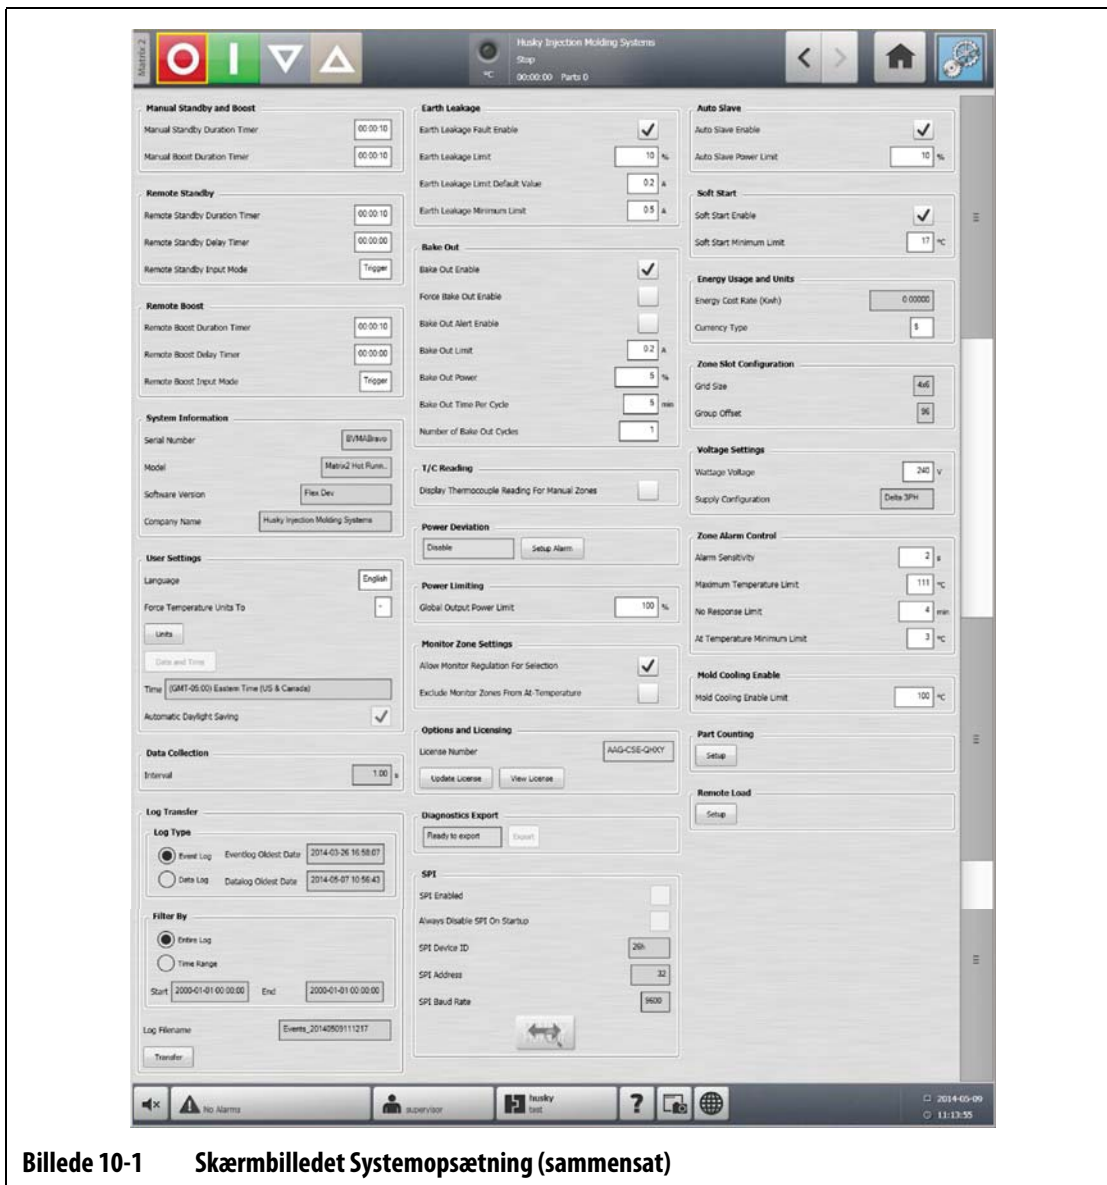 Matrix 2
Husky Injection Molding Systems
Stop
°C 00:00:00 Parts 0
Manual Standby and Boost
Manual Standby Duration Timer 00:00:10
Manual Boost Duration Timer 00:00:10
Remote Standby
Remote Standby Duration Timer 00:00:10
Remote Standby Delay Timer 00:00:00
Remote Standby Input Mode Trigger
Remote Boost
Remote Boost Duration Timer 00:00:10
Remote Boost Delay Timer 00:00:00
Remote Boost Input Mode Trigger
System Information
Serial Number BVMABravo
Model Matrix2 Hot Runn..
Software Version Flex Dev
Company Name Husky Injection Molding Systems
User Settings
Language English
Force Temperature Units To -
Units
Date and Time
Time (GMT-05:00) Eastern Time (US & Canada)
Automatic Daylight Saving
Data Collection
Interval 1.00 s
Log Transfer
Log Type
Event Log Eventlog Oldest Date 2014-03-26 16:58:07
Data Log Datalog Oldest Date 2014-05-07 10:56:43
Filter By
Entire Log
Time Range
Start 2000-01-01 00:00:00 End 2000-01-01 00:00:00
Log Filename Events_20140509111217
Transfer
Earth Leakage
Earth Leakage Fault Enable
Earth Leakage Limit 10 %
Earth Leakage Limit Default Value 0.2 A
Earth Leakage Minimum Limit 0.5 A
Bake Out
Bake Out Enable
Force Bake Out Enable
Bake Out Alert Enable
Bake Out Limit 0.2 A
Bake Out Power 5 %
Bake Out Time Per Cycle 5 min
Number of Bake Out Cycles 1
T/C Reading
Display Thermocouple Reading For Manual Zones
Power Deviation
Disable Setup Alarm
Power Limiting
Global Output Power Limit 100 %
Monitor Zone Settings
Allow Monitor Regulation For Selection
Exclude Monitor Zones From At-Temperature
Options and Licensing
License Number AAG-CSE-QHXY
Update License View License
Diagnostics Export
Ready to export Export
SPI
SPI Enabled
Always Disable SPI On Startup
SPI Device ID 26h
SPI Address 32
SPI Baud Rate 9600
Auto Slave
Auto Slave Enable
Auto Slave Power Limit 10 %
Soft Start
Soft Start Enable
Soft Start Minimum Limit 17 °C
Energy Usage and Units
Energy Cost Rate (Kwh) 0.00000
Currency Type $
Zone Slot Configuration
Grid Size 4x6
Group Offset 96
Voltage Settings
Wattage Voltage 240 V
Supply Configuration Delta 3PH
Zone Alarm Control
Alarm Sensitivity 2 s
Maximum Temperature Limit 111 °C
No Response Limit 4 min
At Temperature Minimum Limit 3 °C
Mold Cooling Enable
Mold Cooling Enable Limit 100 °C
Part Counting
Setup
Remote Load
Setup
No Alarms
supervisor
husky
test
?
2014-05-09
11:13:55
Billede 10-1 Skærmbilledet Systemopsætning (sammensat)